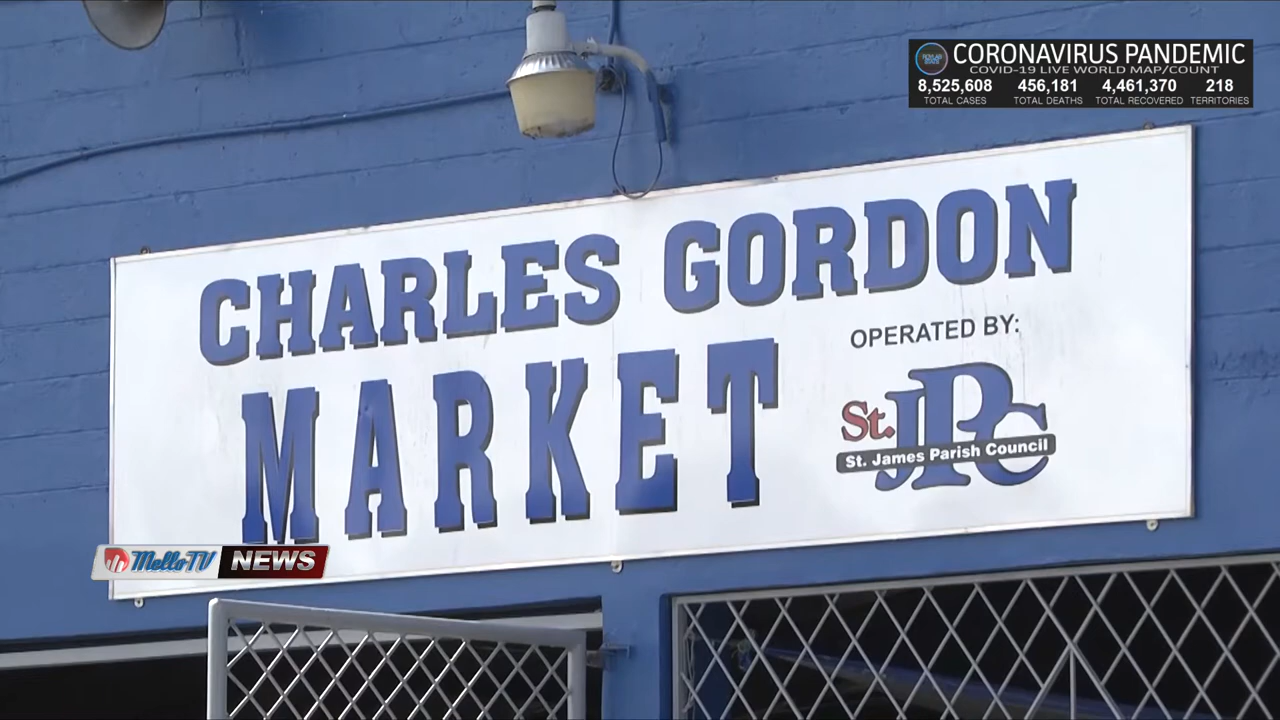 CORONAVIRUS PANDEMIC
COVID-19 LIVE WORLD MAP/COUNT
8,525,608 456,181 4,461,370 218
TOTAL CASES TOTAL DEATHS TOTAL RECOVERED TERRITORIES
CHARLES GORDON
MARKET
OPERATED BY:
St. JPC
St. James Parish Council
MelloTV NEWS